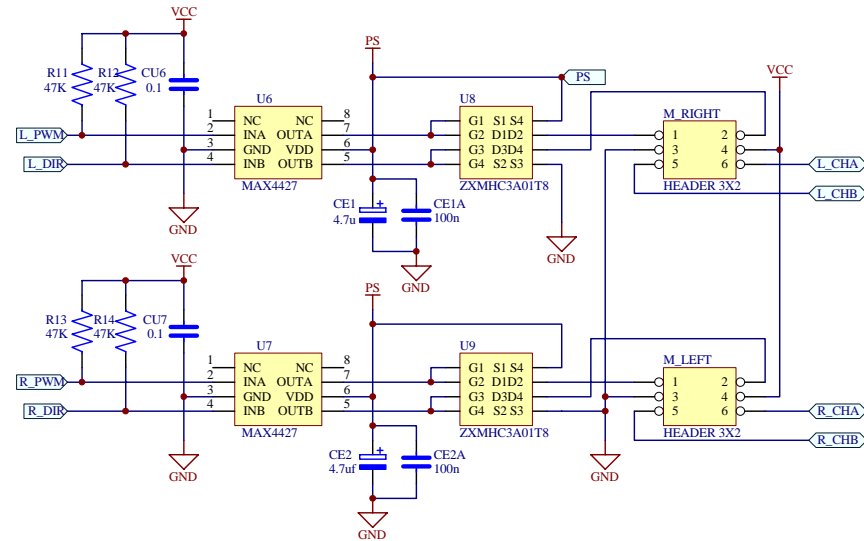 VCC
R11
47K
R12
47K
CU6
0.1
L_PWM
L_DIR
GND
U6
1 NC NC 8
2 INA OUTA 7
3 GND VDD 6
4 INB OUTB 5
MAX4427
PS
CE1
+
4.7u
CE1A
100n
GND
U8
G1 S1 S4
G2 D1D2
G3 D3D4
G4 S2 S3
ZXMHC3A01T8
PS
GND
VCC
M_RIGHT
1 2
3 4
5 6
HEADER 3X2
L_CHA
L_CHB
VCC
R13
47K
R14
47K
CU7
0.1
R_PWM
R_DIR
GND
U7
1 NC NC 8
2 INA OUTA 7
3 GND VDD 6
4 INB OUTB 5
MAX4427
PS
CE2
+
4.7uf
CE2A
100n
GND
U9
G1 S1 S4
G2 D1D2
G3 D3D4
G4 S2 S3
ZXMHC3A01T8
GND
M_LEFT
1 2
3 4
5 6
HEADER 3X2
R_CHA
R_CHB